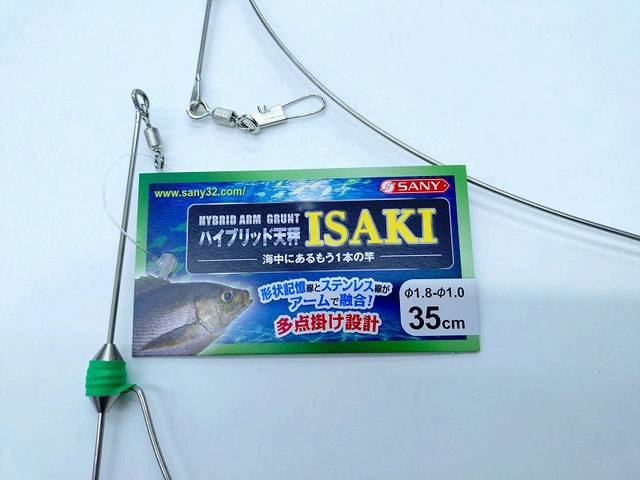 www.sany32.com/
SANY
HYBRID ARM GRUNT
ハイブリッド天秤 ISAKI
海中にあるもう1本の竿
形状記憶線とステンレス線が
アームで融合!
多点掛け設計
Φ1.8-Φ1.0
35cm